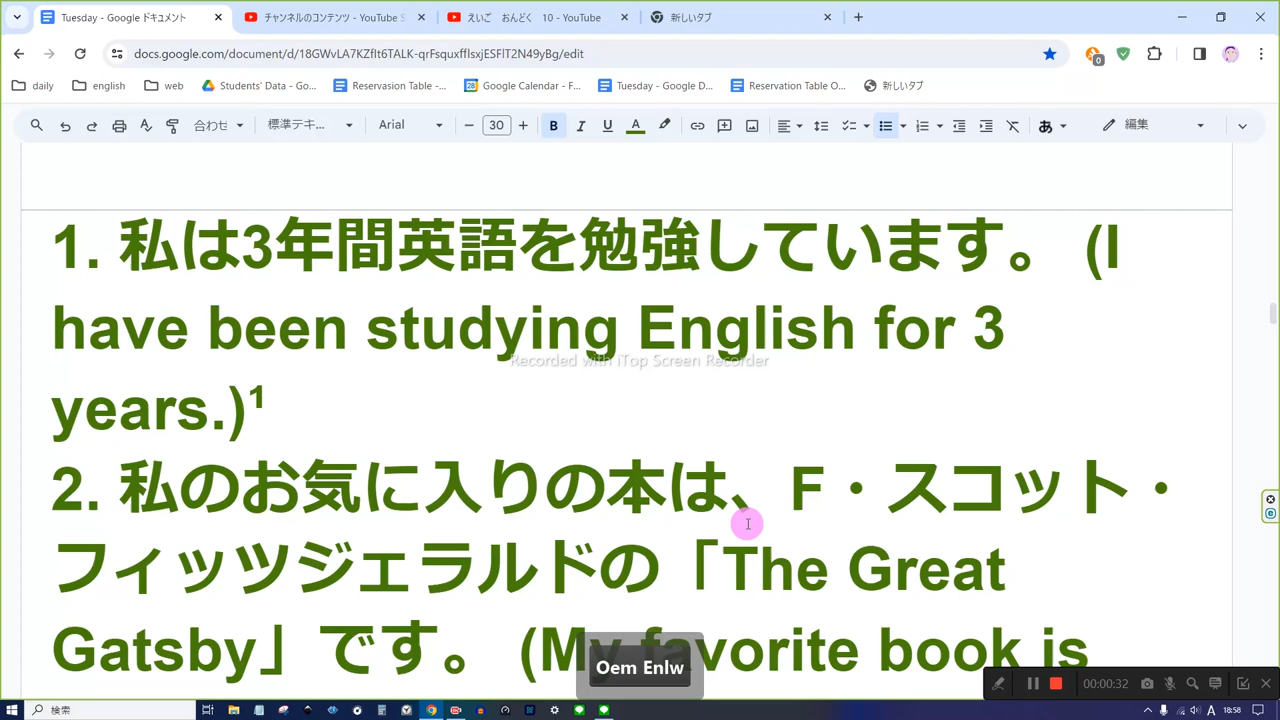 Tuesday - Google ドキュメント
チャンネルのコンテンツ - YouTube S
えいご おんどく 10 - YouTube
新しいタブ
docs.google.com/document/d/18GWvLA7KZflt6TALK-qrFsquxfflsxjESFlT2N49yBg/edit
0
daily
english
web
Students' Data - Go...
Reservasion Table -...
Google Calendar - F...
Tuesday - Google D...
Reservation Table O...
新しいタブ
合わせ
標準テキ...
Arial
30
B
I
U
A
あ
編集
1. 私は3年間英語を勉強しています。 (I
have been studying English for 3
Recorded with iTop Screen Recorder
years.)¹
2. 私のお気に入りの本は、F・スコット・
フィッツジェラルドの「The Great
Gatsby」です。 (My favorite book is
Oem Enlw
00:00:32
検索
A
18:58